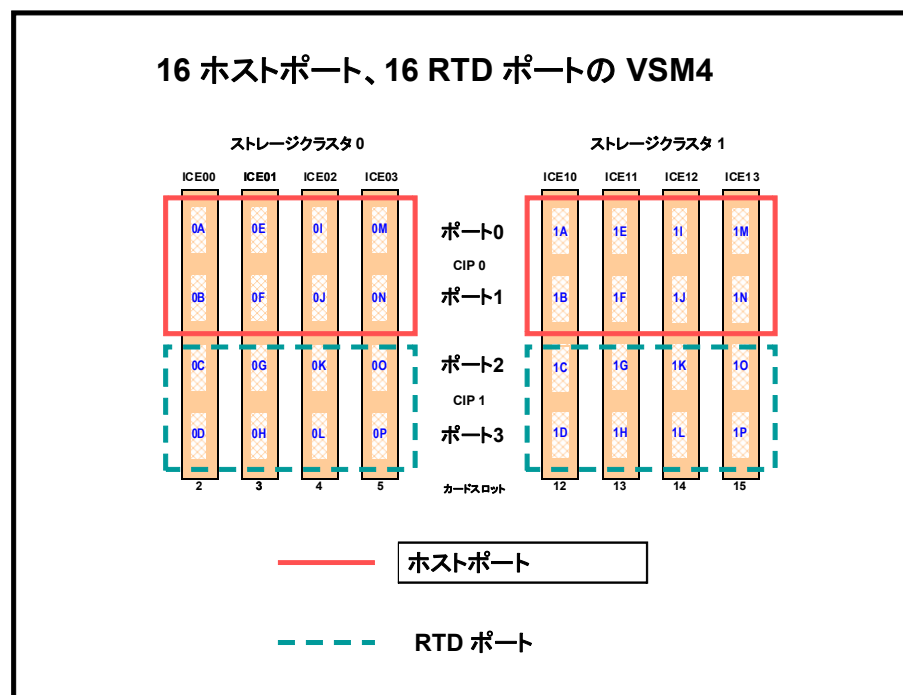 16 ホストポート、16 RTD ポートの VSM4
ストレージクラスタ 0
ストレージクラスタ 1
ICE00 ICE01 ICE02 ICE03
ICE10 ICE11 ICE12 ICE13
0A 0E 0I 0M
ポート0
1A 1E 1I 1M
CIP 0
0B 0F 0J 0N
ポート1
1B 1F 1J 1N
0C 0G 0K 0O
ポート2
1C 1G 1K 1O
CIP 1
0D 0H 0L 0P
ポート3
1D 1H 1L 1P
2 3 4 5
カードスロット
12 13 14 15
ホストポート
RTD ポート